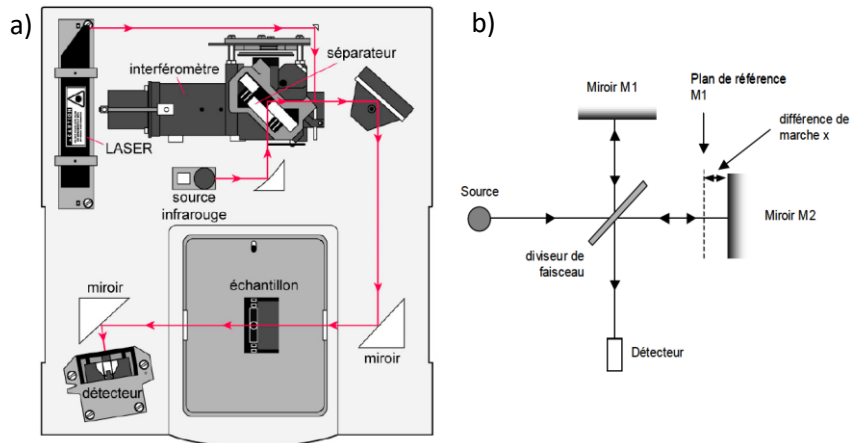 a)
interféromètre
séparateur
CAUTION
LASER
source
infrarouge
miroir
échantillon
miroir
détecteur
b)
Miroir M1
Plan de référence
M1
différence de
marche x
Source
Miroir M2
diviseur de
faisceau
Détecteur